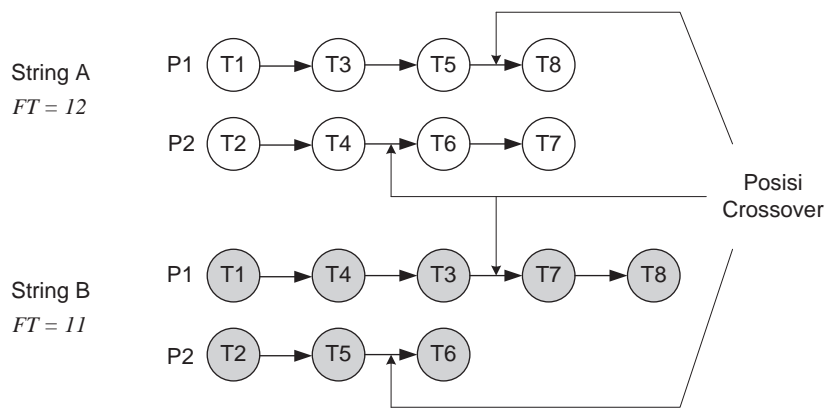 String A
FT = 12
P1 T1 T3 T5 T8
P2 T2 T4 T6 T7
Posisi
Crossover
String B
FT = 11
P1 T1 T4 T3 T7 T8
P2 T2 T5 T6